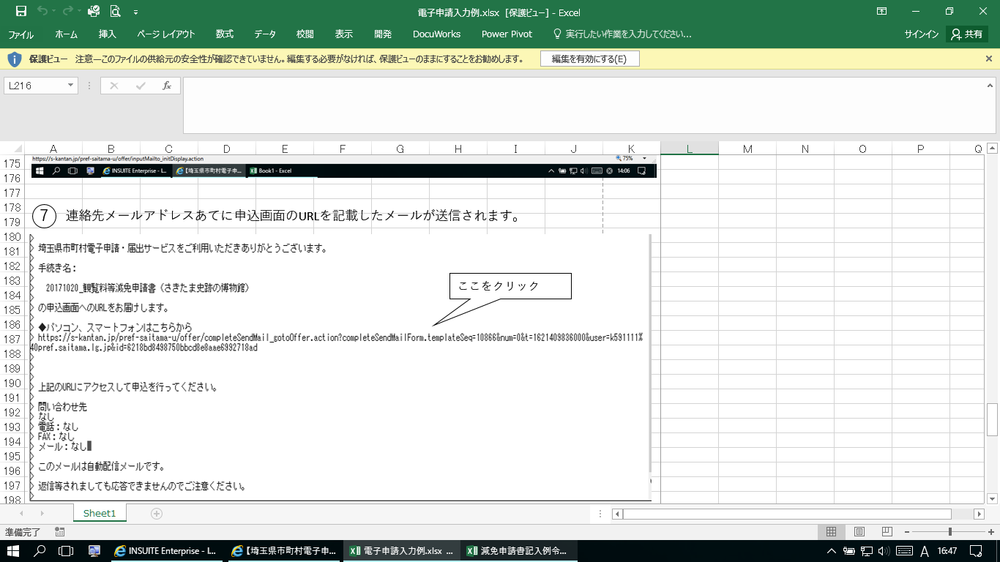 電子申請入力例.xlsx [保護ビュー] - Excel
ファイル ホーム 挿入 ページ レイアウト 数式 データ 校閲 表示 開発 DocuWorks Power Pivot 実行したい作業を入力してください... サインイン 共有
保護ビュー 注意—このファイルの供給元の安全性が確認できていません。編集する必要がなければ、保護ビューのままにすることをお勧めします。 編集を有効にする(E)
L216 fx
A B C D E F G H I J K L M N O P Q
175 https://s-kantan.jp/pref-saitama-u/offer/inputMailto_initDisplay.action 75%
176 INSUITE Enterprise - I... 【埼玉県市町村電子申... Book1 - Excel 14:06
177
178
⑦ 連絡先メールアドレスあてに申込画面のURLを記載したメールが送信されます。
179
180
181 > 埼玉県市町村電子申請・届出サービスをご利用いただきありがとうございます。
182 > 手続き名：
183
184 > 20171020_観覧料等減免申請書（さきたま史跡の博物館）
ここをクリック
185 > の申込画面へのURLをお届けします。
186 > ◆パソコン、スマートフォンはこちらから
187 > https://s-kantan.jp/pref-saitama-u/offer/completeSendMail_gotoOffer.action?completeSendMailForm.templateSeq=10866&num=0&t=1621409836000&user=k591111%
188 40pref.saitama.lg.jp&id=6218bd8498750bbcd8e8aae6992718ad
189
190 > 上記のURLにアクセスして申込を行ってください。
191
192 > 問い合わせ先
> なし
193 > 電話：なし
194 > FAX：なし
> メール：なし
195
196 > このメールは自動配信メールです。
197 > 返信等されましても応答できませんのでご注意ください。
198
Sheet1
準備完了
INSUITE Enterprise - I... 【埼玉県市町村電子申... 電子申請入力例.xlsx ... 減免申請書記入例令... A 16:47